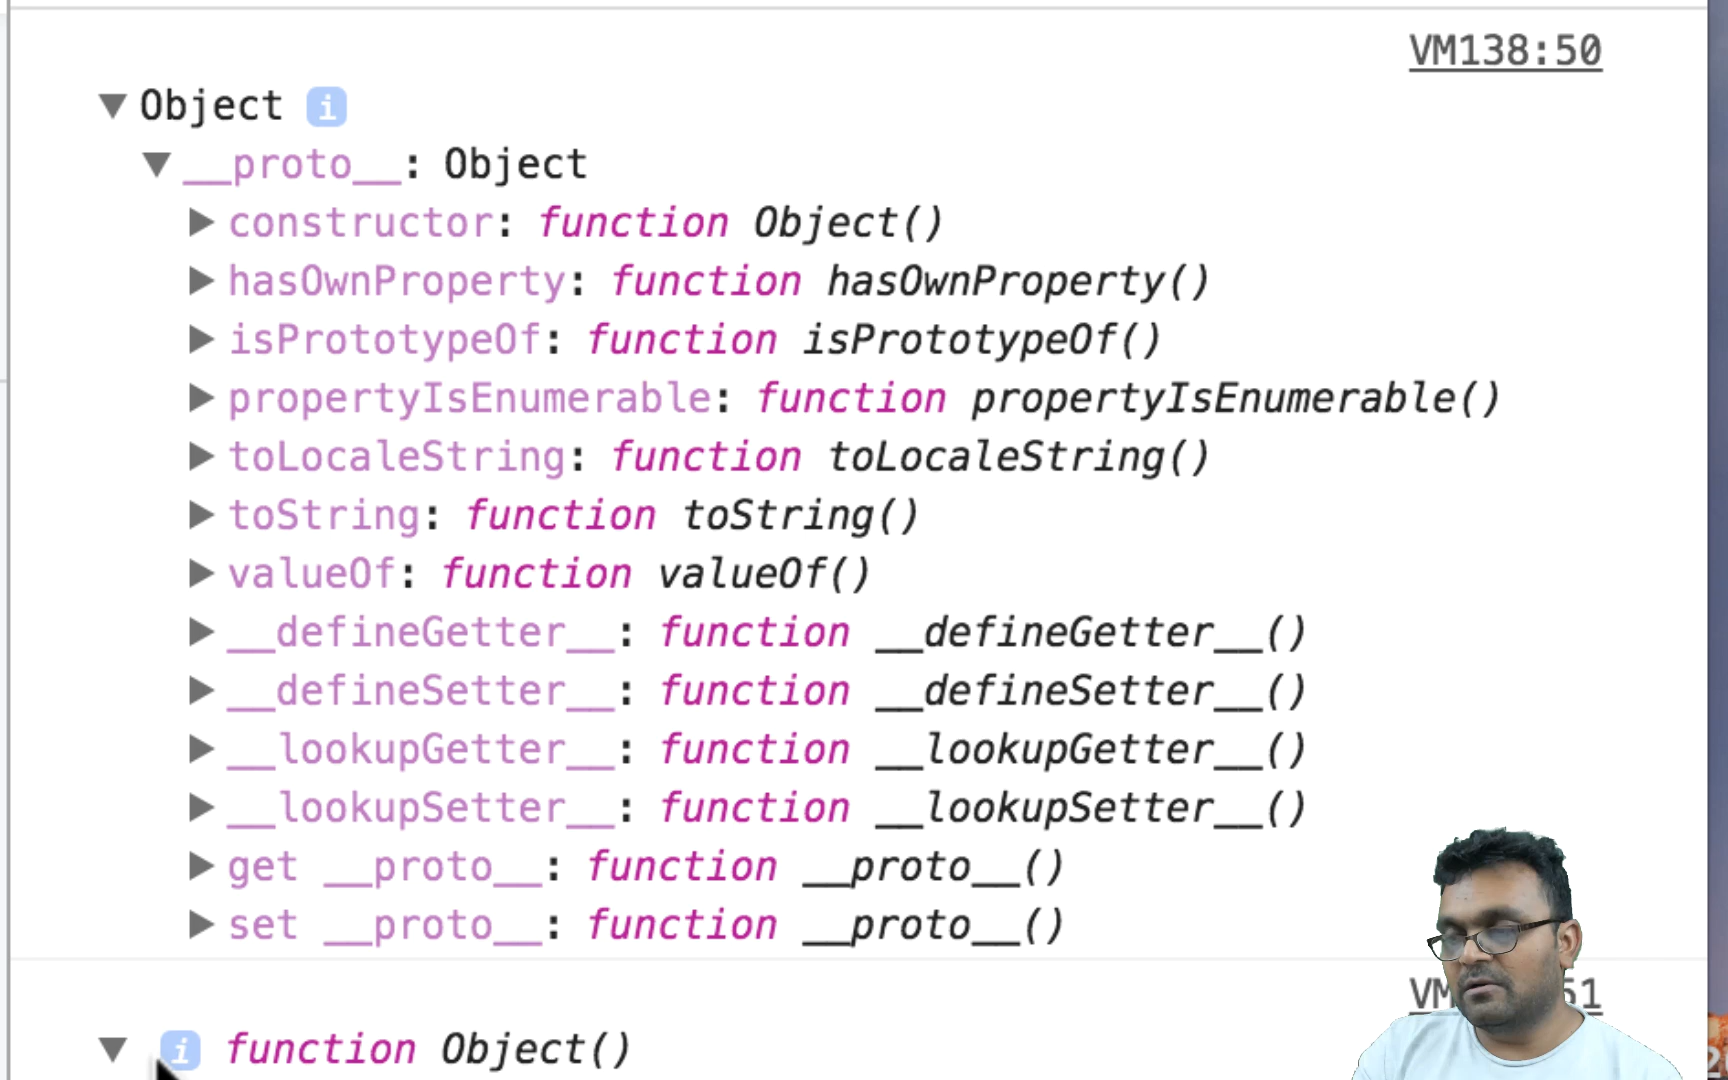 VM138:50
Object i
__proto__: Object
constructor: function Object()
hasOwnProperty: function hasOwnProperty()
isPrototypeOf: function isPrototypeOf()
propertyIsEnumerable: function propertyIsEnumerable()
toLocaleString: function toLocaleString()
toString: function toString()
valueOf: function valueOf()
__defineGetter__: function __defineGetter__()
__defineSetter__: function __defineSetter__()
__lookupGetter__: function __lookupGetter__()
__lookupSetter__: function __lookupSetter__()
get __proto__: function __proto__()
set __proto__: function __proto__()
i function Object()